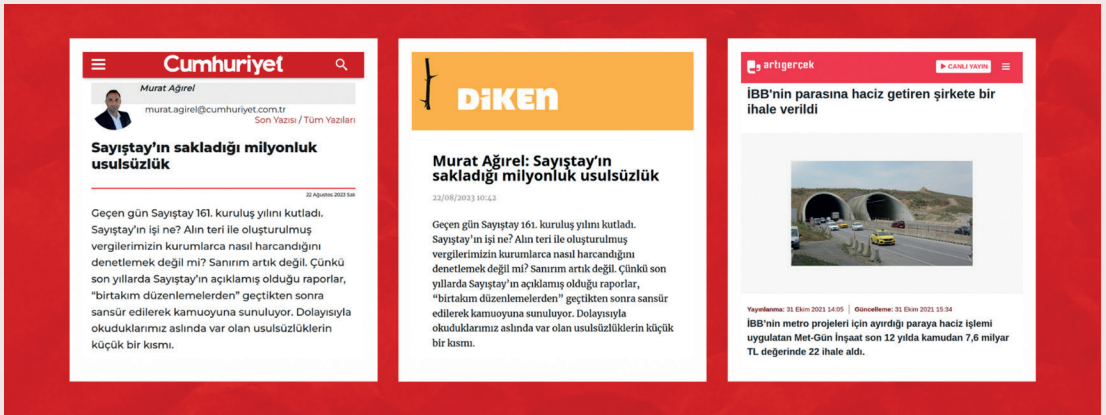 Cumhuriyet
Murat Ağırel
murat.agirel@cumhuriyet.com.tr
Son Yazısı / Tüm Yazıları
Sayıştay’ın sakladığı milyonluk
usulsüzlük
22 Ağustos 2023 Salı
Geçen gün Sayıştay 161. kuruluş yılını kutladı.
Sayıştay’ın işi ne? Alın teri ile oluşturulmuş
vergilerimizin kurumlarca nasıl harcandığını
denetlemek değil mi? Sanırım artık değil. Çünkü
son yıllarda Sayıştay’ın açıklamış olduğu raporlar,
“birtakım düzenlemelerden” geçtikten sonra
sansür edilerek kamuoyuna sunuluyor. Dolayısıyla
okuduklarımız aslında var olan usulsüzlüklerin
küçük bir kısmı.
DİKEN
Murat Ağırel: Sayıştay’ın
sakladığı milyonluk usulsüzlük
22/08/2023 10:42
Geçen gün Sayıştay 161. kuruluş yılını kutladı.
Sayıştay’ın işi ne? Alın teri ile oluşturulmuş
vergilerimizin kurumlarca nasıl harcandığını
denetlemek değil mi? Sanırım artık değil. Çünkü son
yıllarda Sayıştay’ın açıklamış olduğu raporlar,
“birtakım düzenlemelerden” geçtikten sonra sansür
edilerek kamuoyuna sunuluyor. Dolayısıyla
okuduklarımız aslında var olan usulsüzlüklerin küçük
bir kısmı.
artıgerçek
CANLI YAYIN
İBB'nin parasına haciz getiren şirkete bir
ihale verildi
Yayınlanma: 31 Ekim 2021 14:05 | Güncelleme: 31 Ekim 2021 15:34
İBB'nin metro projeleri için ayırdığı paraya haciz işlemi
uygulatan Met-Gün İnşaat son 12 yılda kamudan 7,6 milyar
TL değerinde 22 ihale aldı.